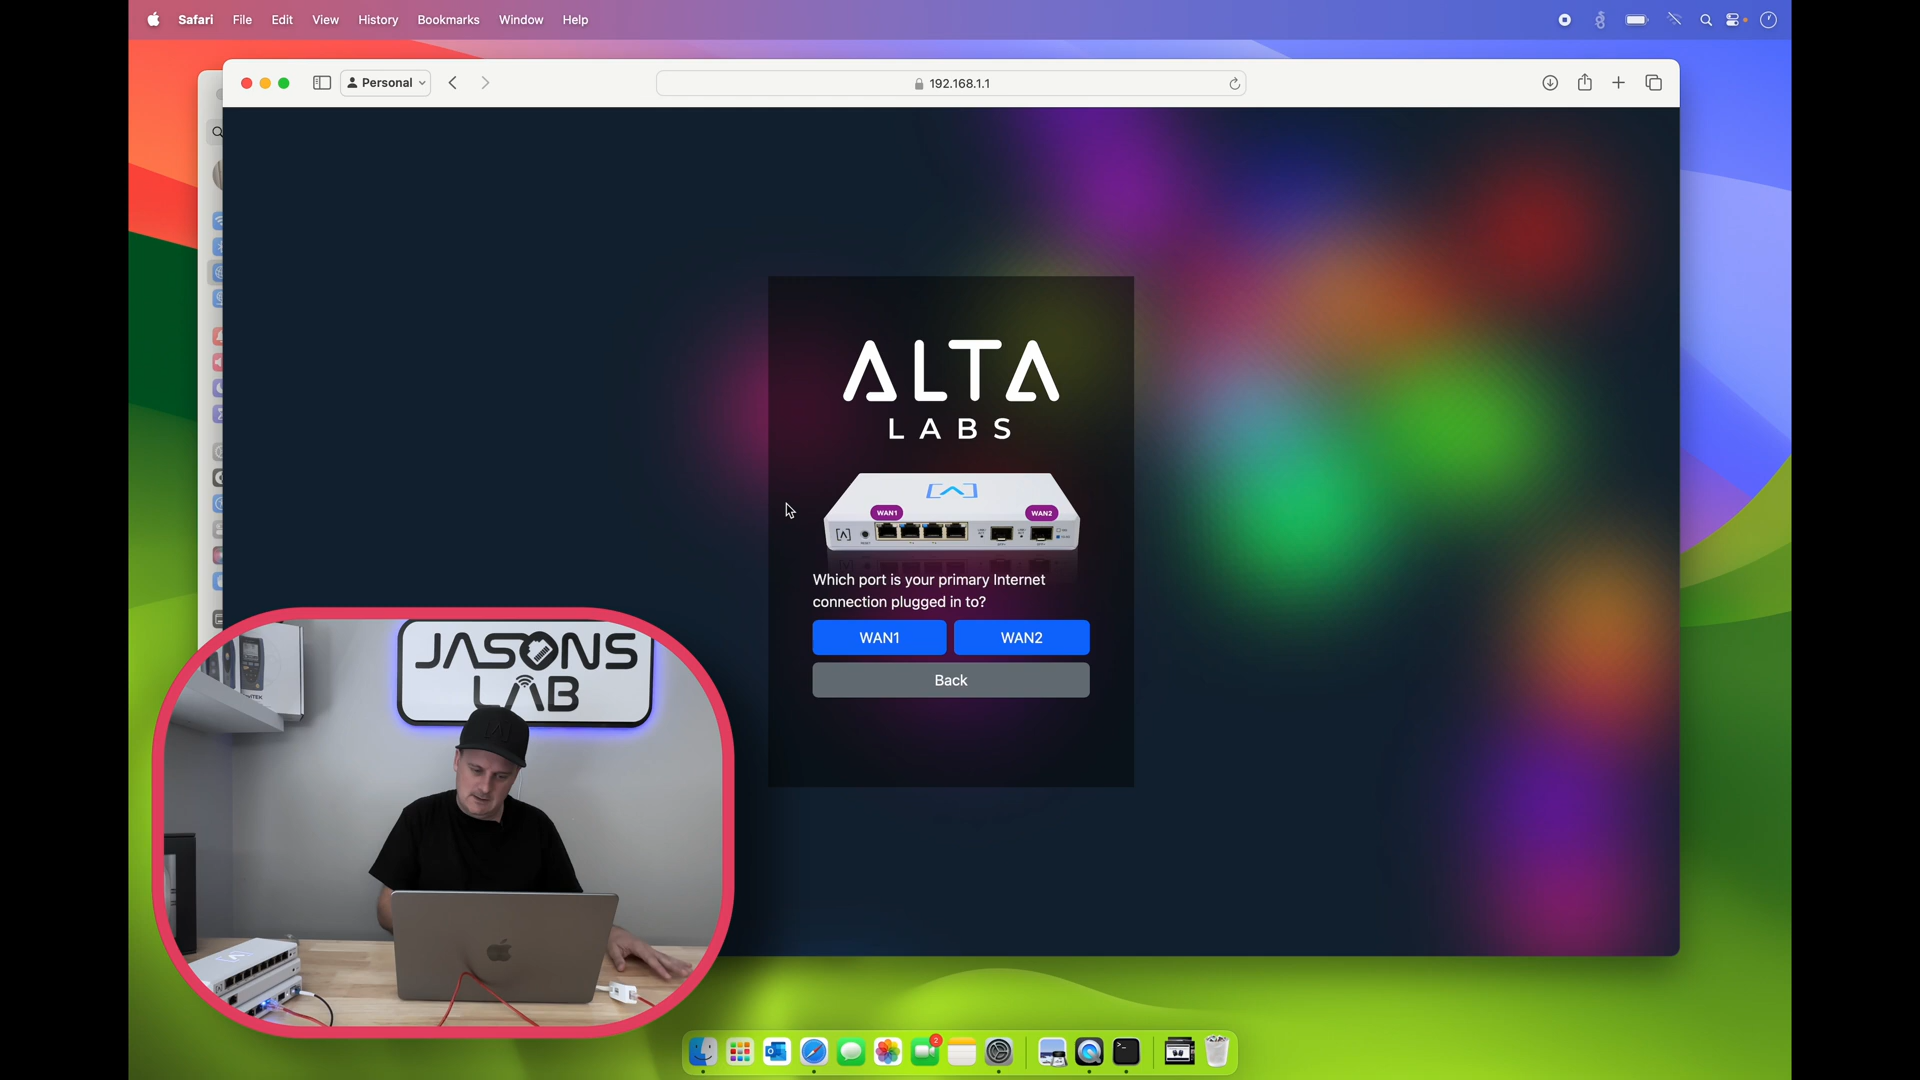 Safari File Edit View History Bookmarks Window Help
Personal
192.168.1.1
ALTA
LABS
WAN1
WAN2
Which port is your primary Internet
connection plugged in to?
WAN1
WAN2
Back
JASONS
LAB
2